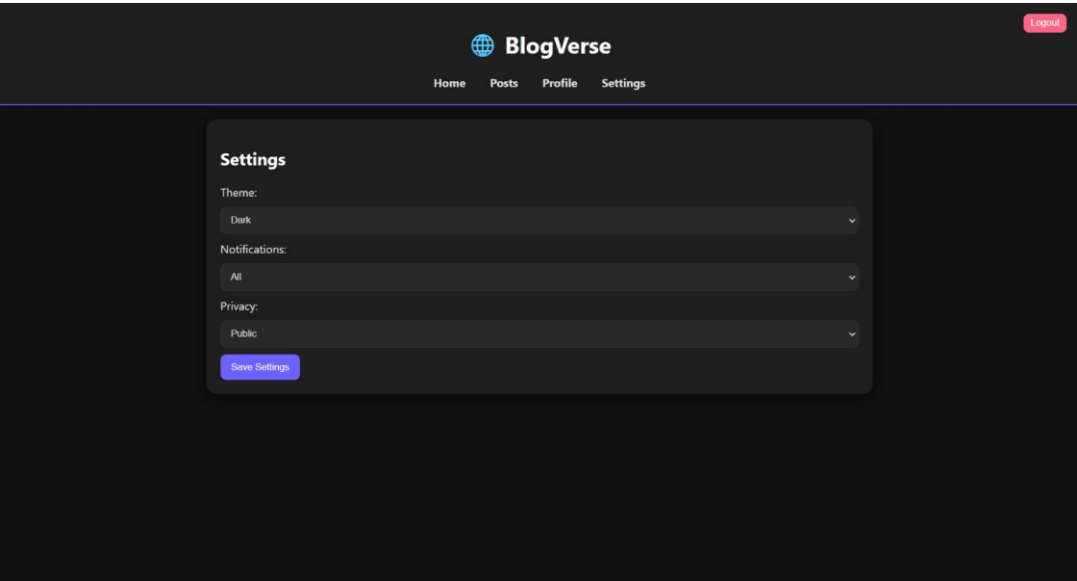 Logout
BlogVerse
Home Posts Profile Settings
Settings
Theme:
Dark
Notifications:
All
Privacy:
Public
Save Settings